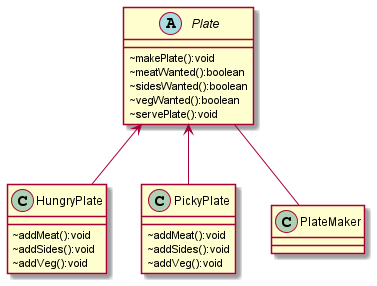 A Plate
~makePlate():void
~meatWanted():boolean
~sidesWanted():boolean
~vegWanted():boolean
~servePlate():void
C HungryPlate
~addMeat():void
~addSides():void
~addVeg():void
C PickyPlate
~addMeat():void
~addSides():void
~addVeg():void
C PlateMaker